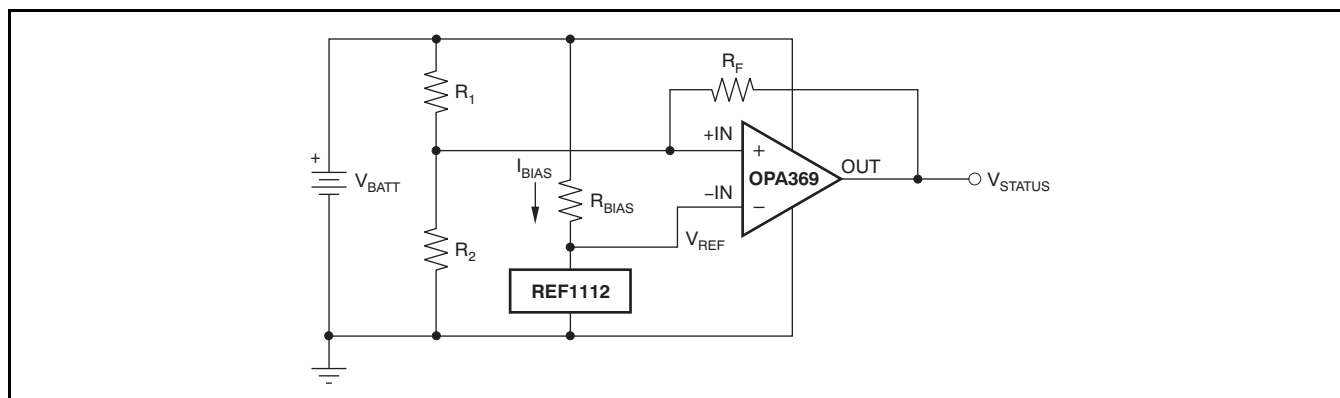 R_F
R_1
+IN
+
+
I_BIAS
OPA369
OUT
V_BATT
R_BIAS
–IN
–
V_STATUS
V_REF
R_2
REF1112